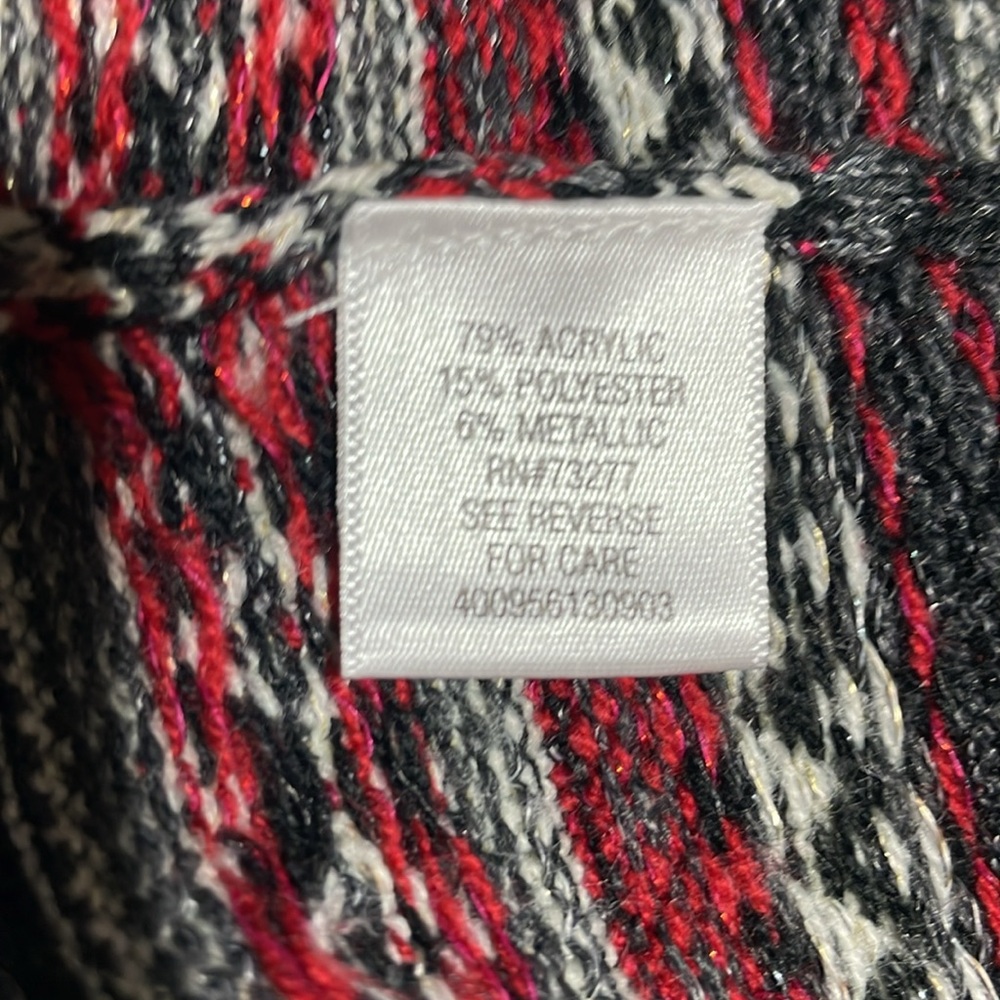 79% ACRYLIC
15% POLYESTER
6% METALLIC
RN#73277
SEE REVERSE
FOR CARE
400956130903